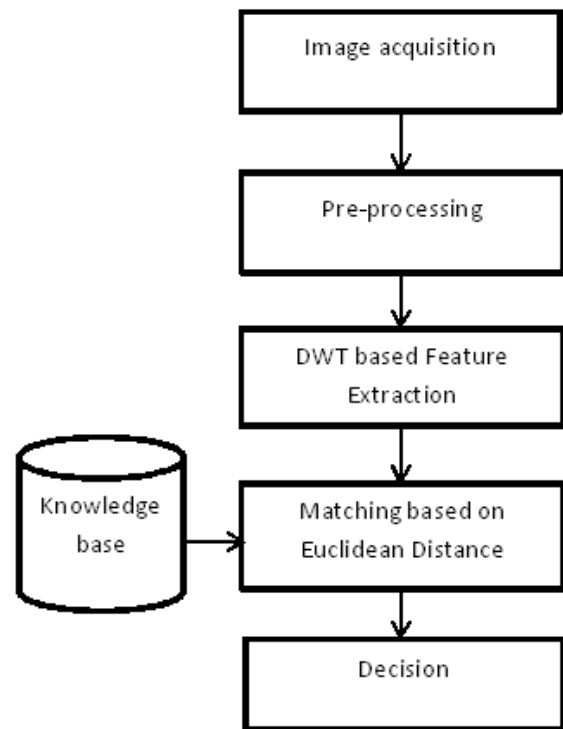 Image acquisition
Pre-processing
DWT based Feature
Extraction
Knowledge
base
Matching based on
Euclidean Distance
Decision